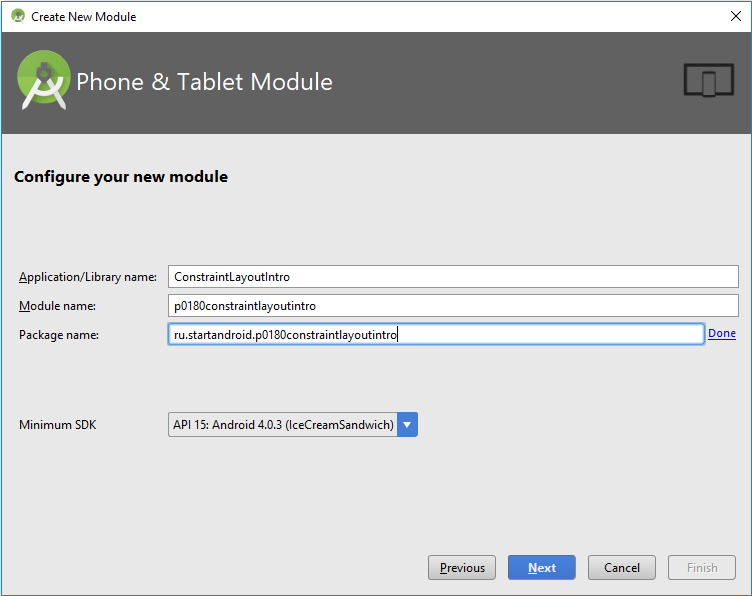 Create New Module
Phone & Tablet Module
Configure your new module
Application/Library name: ConstraintLayoutIntro
Module name: p0180constraintlayoutintro
Package name: ru.startandroid.p0180constraintlayoutintro Done
Minimum SDK API 15: Android 4.0.3 (IceCreamSandwich)
Previous Next Cancel Finish